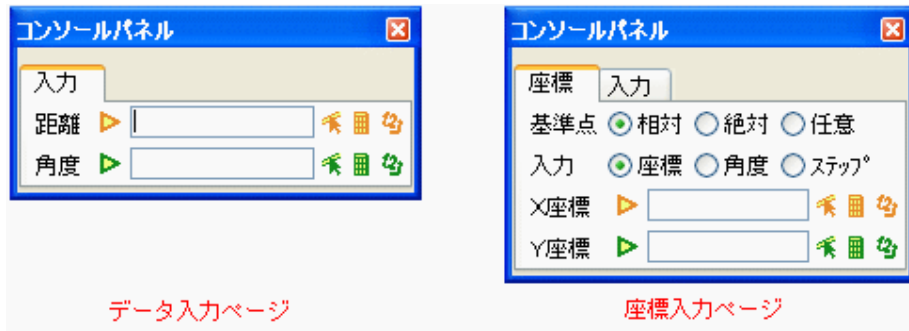 コンソールパネル
入力
距離
角度
データ入力ページ
コンソールパネル
座標 入力
基準点 相対 絶対 任意
入力 座標 角度 ステップ
X座標
Y座標
座標入力ページ